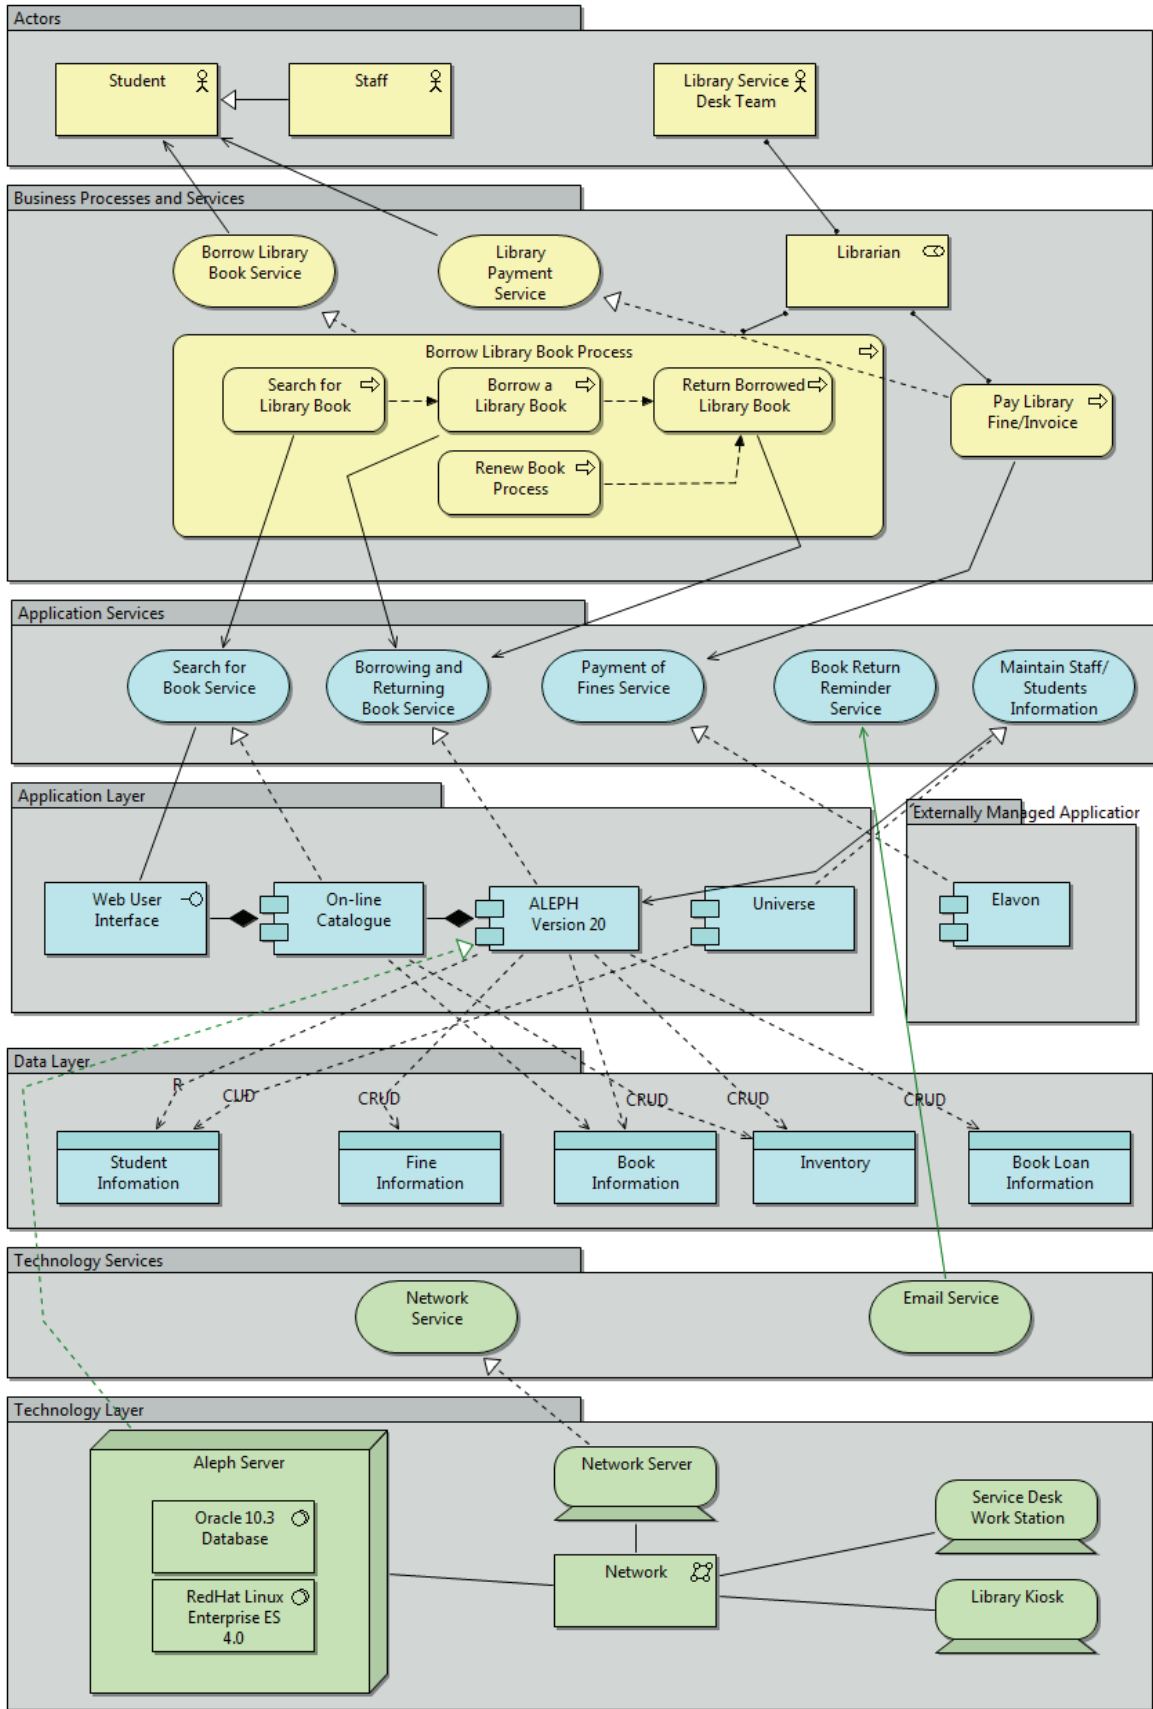 Actors
Student
Staff
Library Service
Desk Team
Business Processes and Services
Borrow Library
Book Service
Library
Payment
Service
Librarian
Borrow Library Book Process
Search for
Library Book
Borrow a
Library Book
Return Borrowed
Library Book
Pay Library
Fine/Invoice
Renew Book
Process
Application Services
Search for
Book Service
Borrowing and
Returning
Book Service
Payment of
Fines Service
Book Return
Reminder
Service
Maintain Staff/
Students
Information
Application Layer
Externally Managed Application
Web User
Interface
On-line
Catalogue
ALEPH
Version 20
Universe
Elavon
Data Layer
R
CUD
CRUD
CRUD
CRUD
CRUD
Student
Infomation
Fine
Information
Book
Information
Inventory
Book Loan
Information
Technology Services
Network
Service
Email Service
Technology Layer
Aleph Server
Oracle 10.3
Database
RedHat Linux
Enterprise ES
4.0
Network Server
Network
Service Desk
Work Station
Library Kiosk